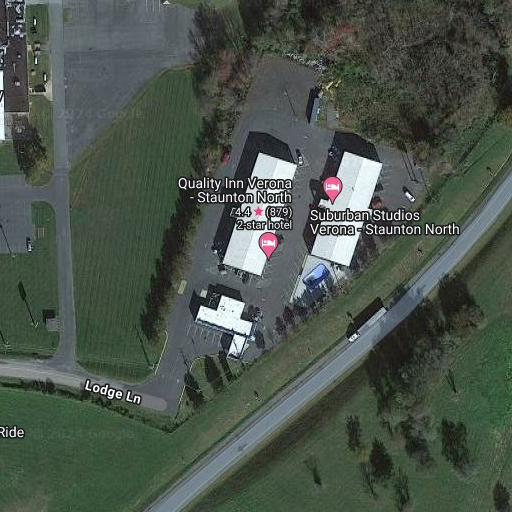 Quality Inn Verona
- Staunton North
4.4 ★ (879)
2-star hotel
Suburban Studios
Verona - Staunton North
Lodge Ln
Ride